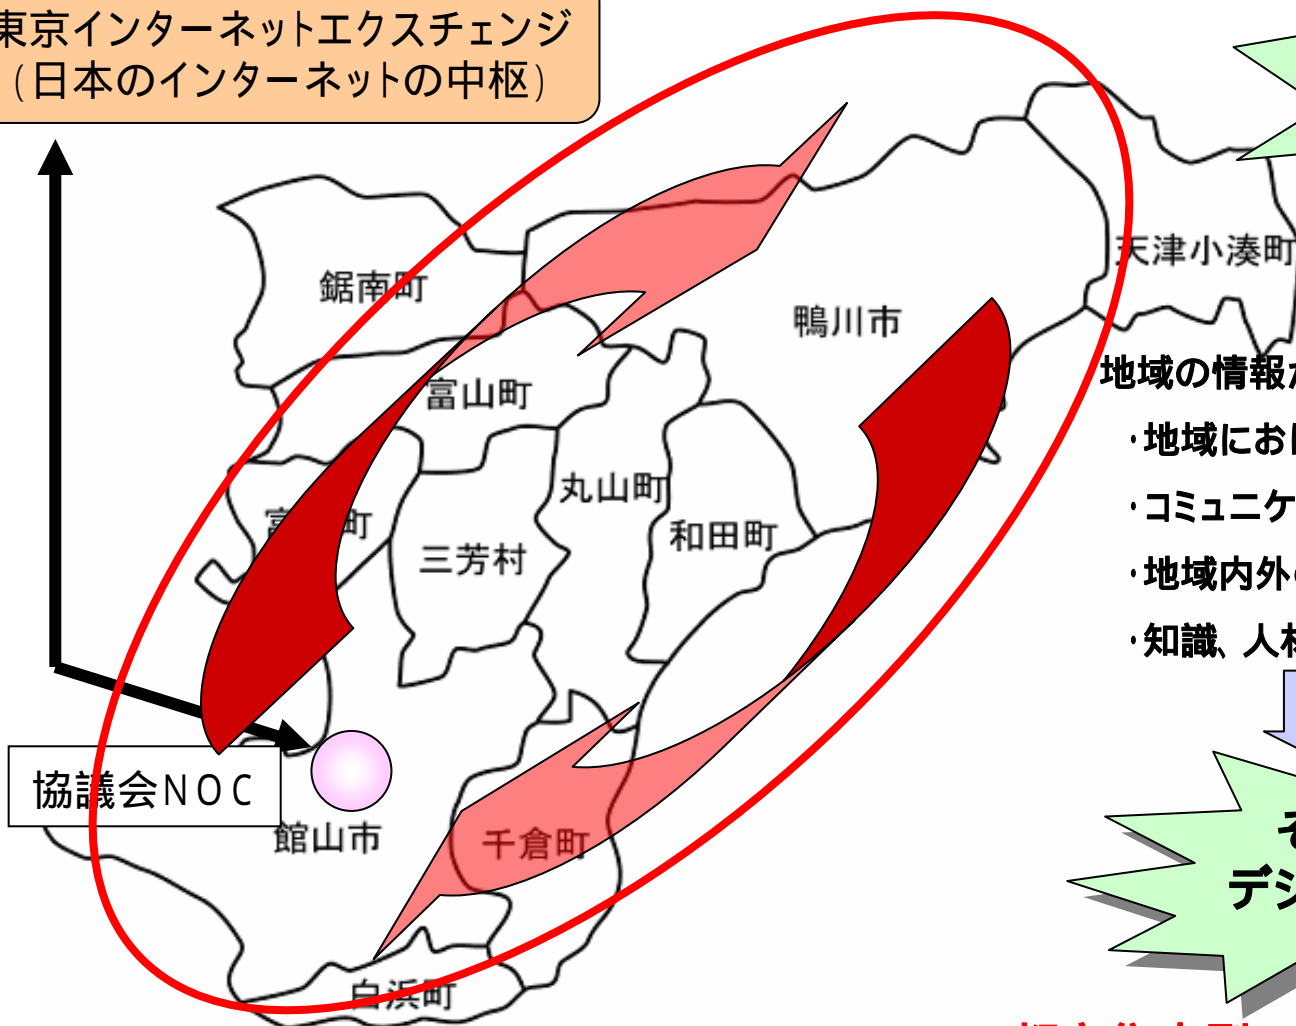 東京インターネットエクスチェンジ
(日本のインターネットの中枢)
鋸南町
天津小湊町
鴨川市
富山町
地域の情報
・地域にお
丸山町
・コミュニケ
富 町
和田町
三芳村
・地域内外
・知識、人材
協議会NOC
館山市
千倉町
そ
デジ
白浜町